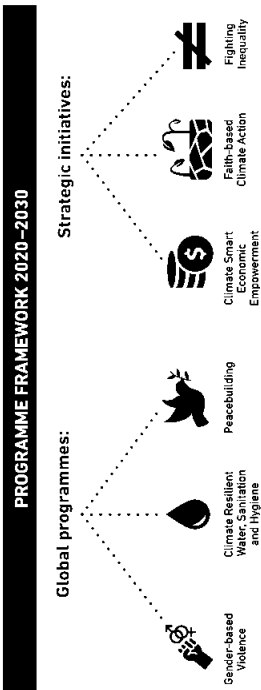 PROGRAMME FRAMEWORK 2020–2030
Global programmes:
Gender-based
Violence
Climate Resilient
Water, Sanitation
and Hygiene
Peacebuilding
Strategic initiatives:
Climate Smart
Economic
Empowerment
Faith-based
Climate Action
Fighting
Inequality